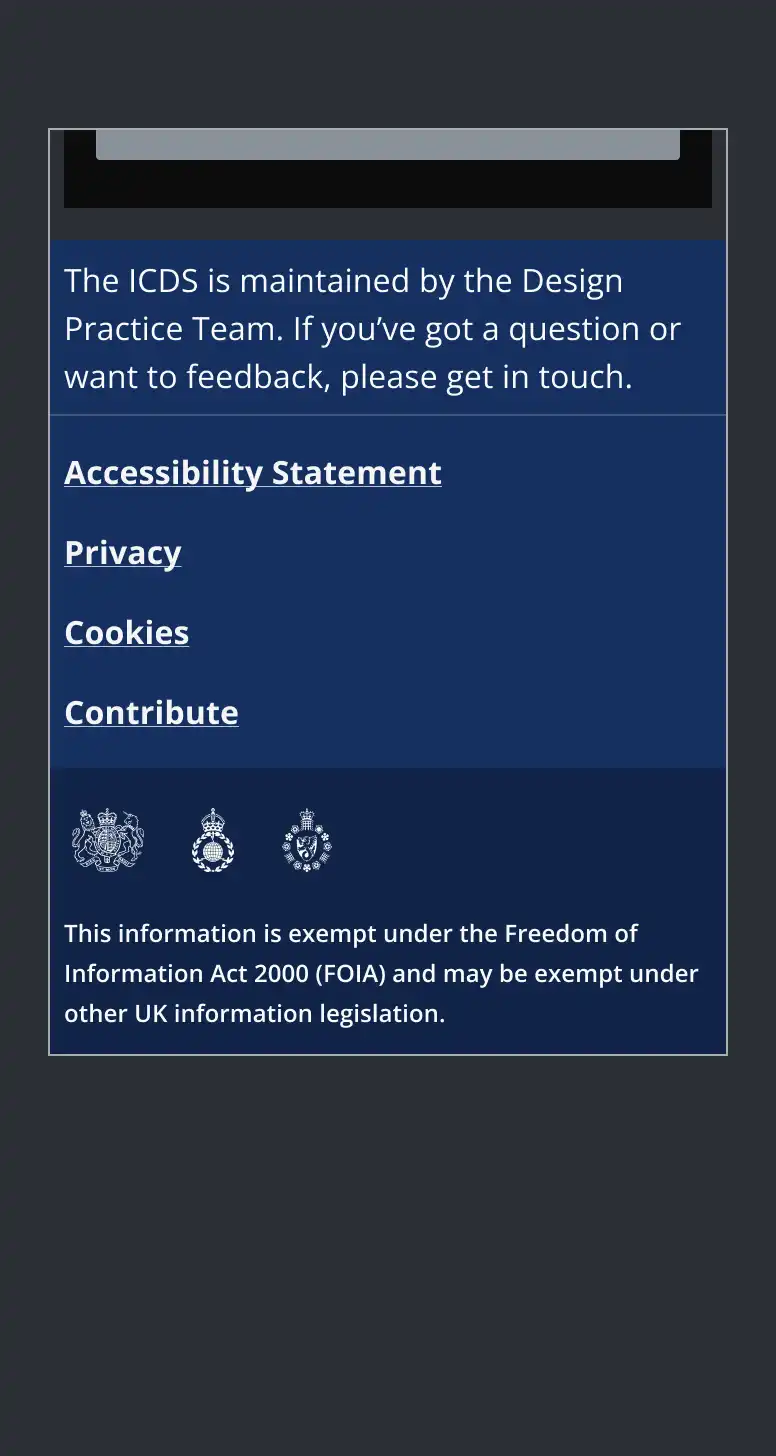 The ICDS is maintained by the Design
Practice Team. If you’ve got a question or
want to feedback, please get in touch.
Accessibility Statement
Privacy
Cookies
Contribute
This information is exempt under the Freedom of
Information Act 2000 (FOIA) and may be exempt under
other UK information legislation.